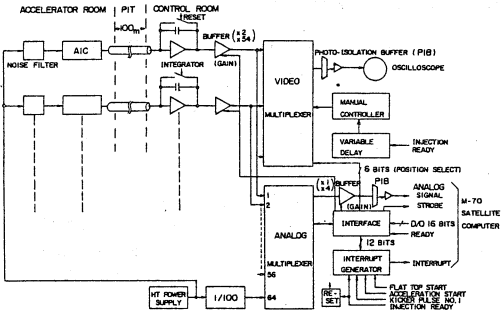 ACCELERATOR ROOM
PIT
CONTROL ROOM
100m
RESET
BUFFER (x2 x54)
(GAIN)
AIC
NOISE FILTER
INTEGRATOR
VIDEO
MULTIPLEXER
PHOTO-ISOLATION BUFFER (PIB)
OSCILLOSCOPE
MANUAL
CONTROLLER
VARIABLE
DELAY
INJECTION
READY
6 BITS (POSITION SELECT)
(x1 x4)
BUFFER
PIB
(GAIN)
ANALOG
SIGNAL
STROBE
M-70
SATELLITE
COMPUTER
1
2
ANALOG
MULTIPLEXER
56
64
INTERFACE
D/O 16 BITS
READY
12 BITS
INTERRUPT
GENERATOR
INTERRUPT
HT POWER
SUPPLY
1/100
RE-
SET
FLAT TOP START
ACCELERATION START
KICKER PULSE NO.1
INJECTION READY